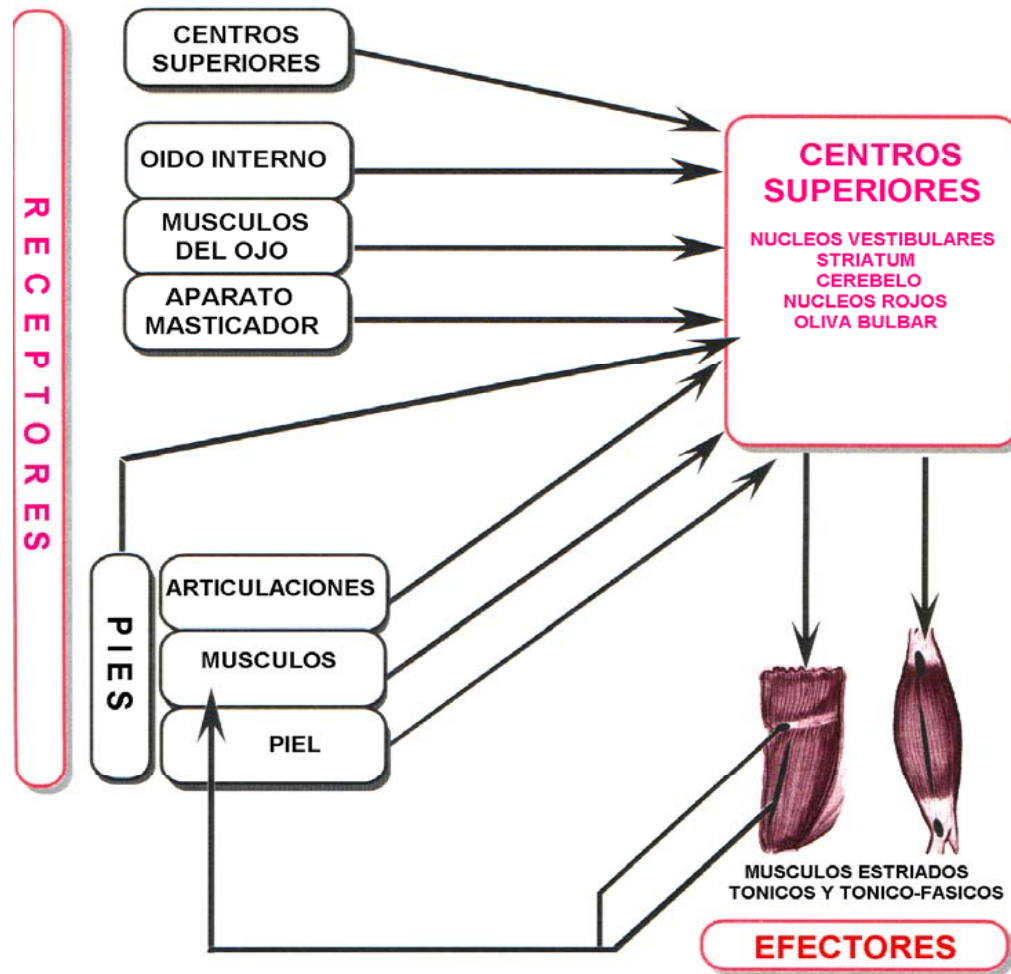 RECEPTORES
CENTROS
SUPERIORES
OIDO INTERNO
MUSCULOS
DEL OJO
APARATO
MASTICADOR
PIES
ARTICULACIONES
MUSCULOS
PIEL
CENTROS
SUPERIORES
NUCLEOS VESTIBULARES
STRIATUM
CEREBELO
NUCLEOS ROJOS
OLIVA BULBAR
MUSCULOS ESTRIADOS
TONICOS Y TONICO-FASICOS
EFECTORES